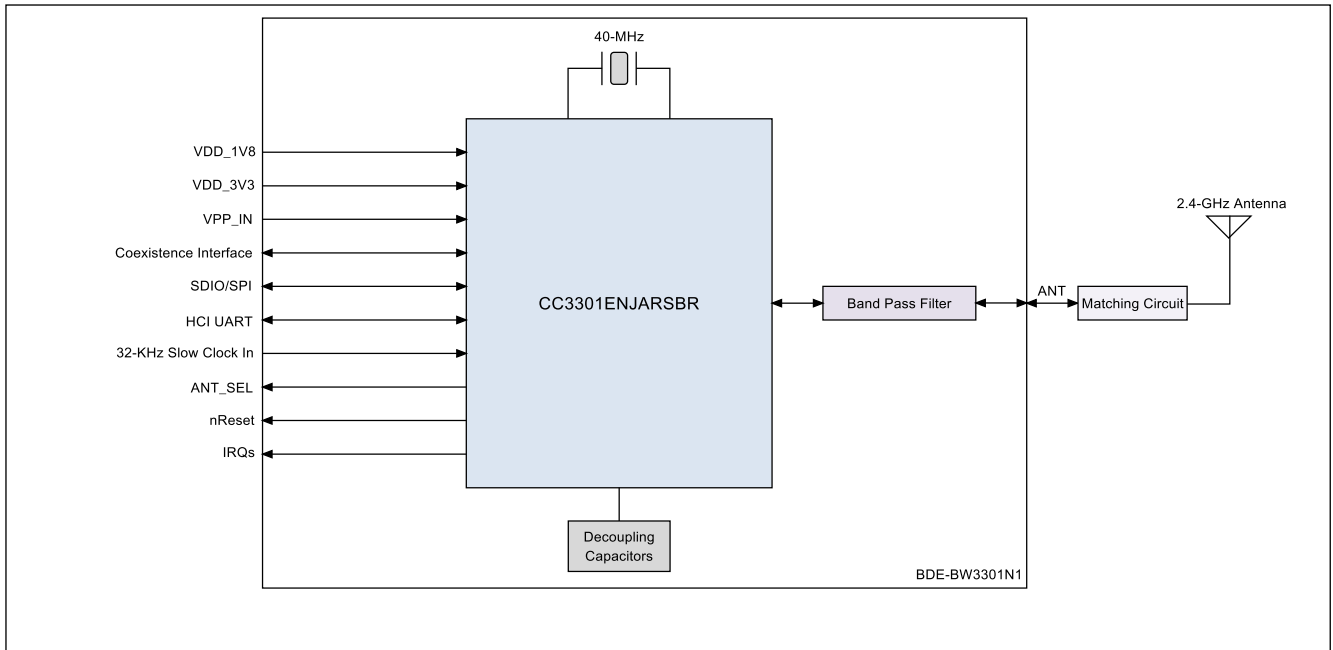 40-MHz
VDD_1V8
VDD_3V3
VPP_IN
Coexistence Interface
SDIO/SPI
HCI UART
32-KHz Slow Clock In
ANT_SEL
nReset
IRQs
CC3301ENJARSBR
Band Pass Filter
ANT
Matching Circuit
2.4-GHz Antenna
Decoupling
Capacitors
BDE-BW3301N1